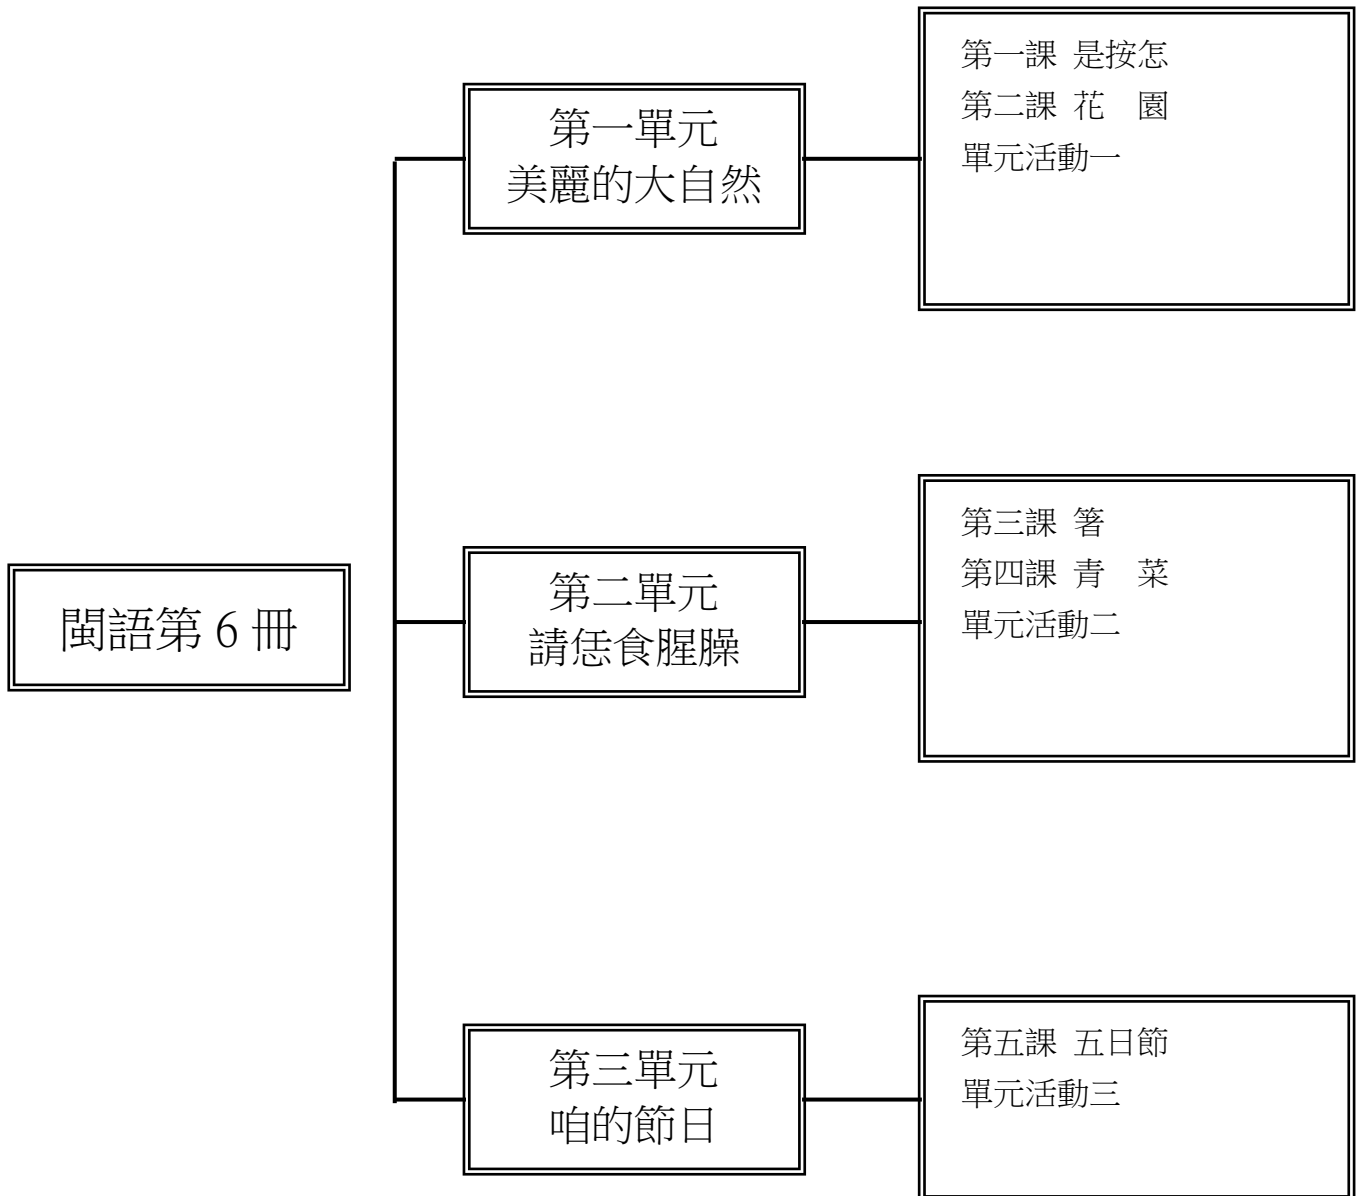 閩語第 6 冊
第一單元
美麗的大自然
第一課 是按怎
第二課 花　園
單元活動一
第二單元
請恁食腥臊
第三課 箸
第四課 青　菜
單元活動二
第三單元
咱的節日
第五課 五日節
單元活動三